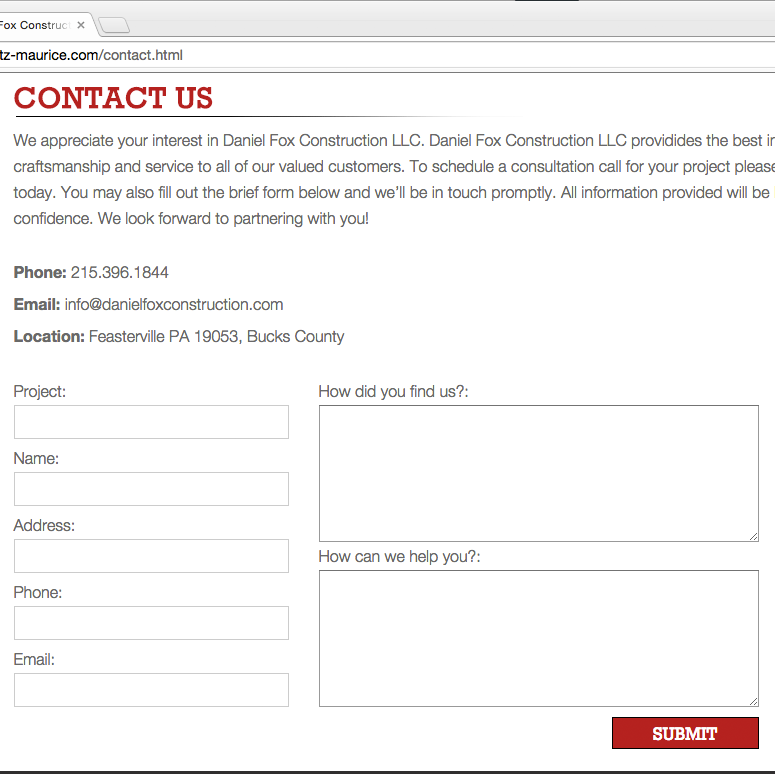 Fox Construc
tz-maurice.com/contact.html
CONTACT US
We appreciate your interest in Daniel Fox Construction LLC. Daniel Fox Construction LLC providides the best in
craftsmanship and service to all of our valued customers. To schedule a consultation call for your project please
today. You may also fill out the brief form below and we'll be in touch promptly. All information provided will be
confidence. We look forward to partnering with you!
Phone: 215.396.1844
Email: info@danielfoxconstruction.com
Location: Feasterville PA 19053, Bucks County
Project:
Name:
Address:
Phone:
Email:
How did you find us?:
How can we help you?:
SUBMIT